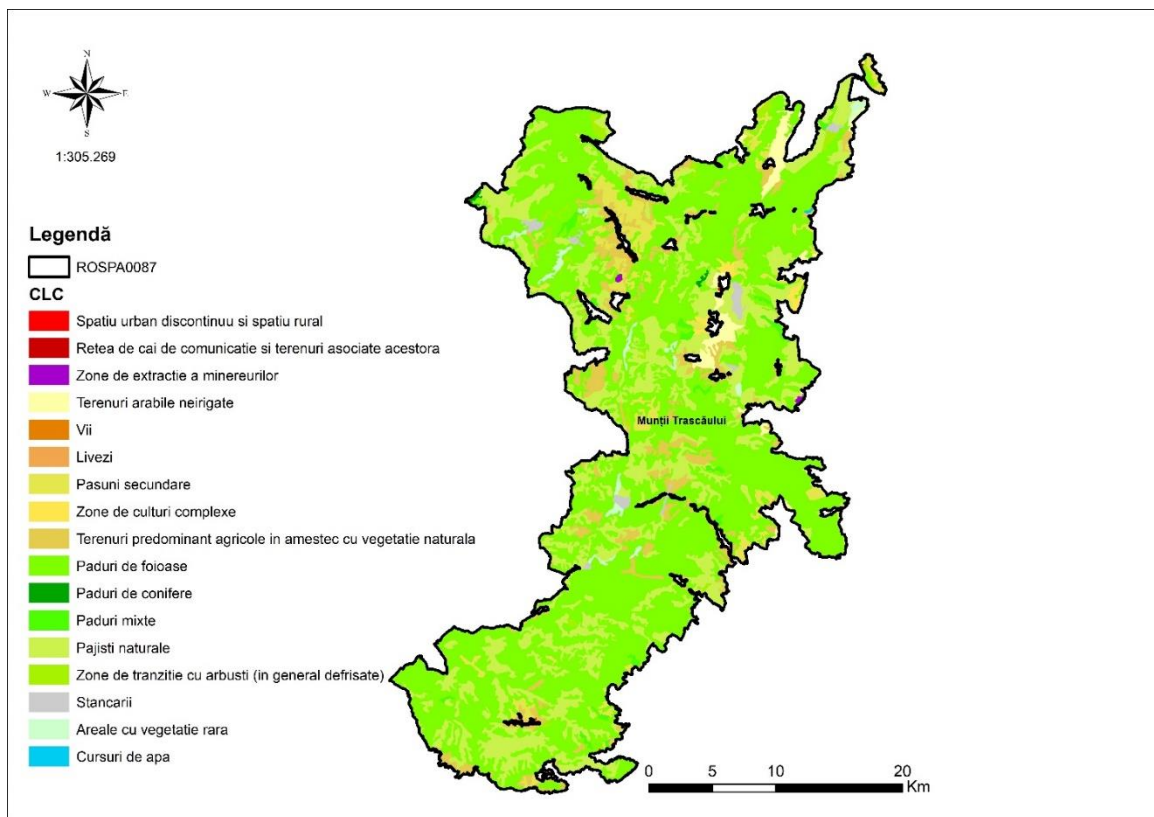 N
W E
S
1:305.269
Legendă
ROSPA0087
CLC
Spatiu urban discontinuu si spatiu rural
Retea de cai de comunicatie si terenuri asociate acestora
Zone de extractie a minereurilor
Terenuri arabile neirigate
Vii
Livezi
Pasuni secundare
Zone de culturi complexe
Terenuri predominant agricole in amestec cu vegetatie naturala
Paduri de foioase
Paduri de conifere
Paduri mixte
Pajisti naturale
Zone de tranzitie cu arbusti (in general defrisate)
Stancarii
Areale cu vegetatie rara
Cursuri de apa
Munții Trascăului
0 5 10 20
Km